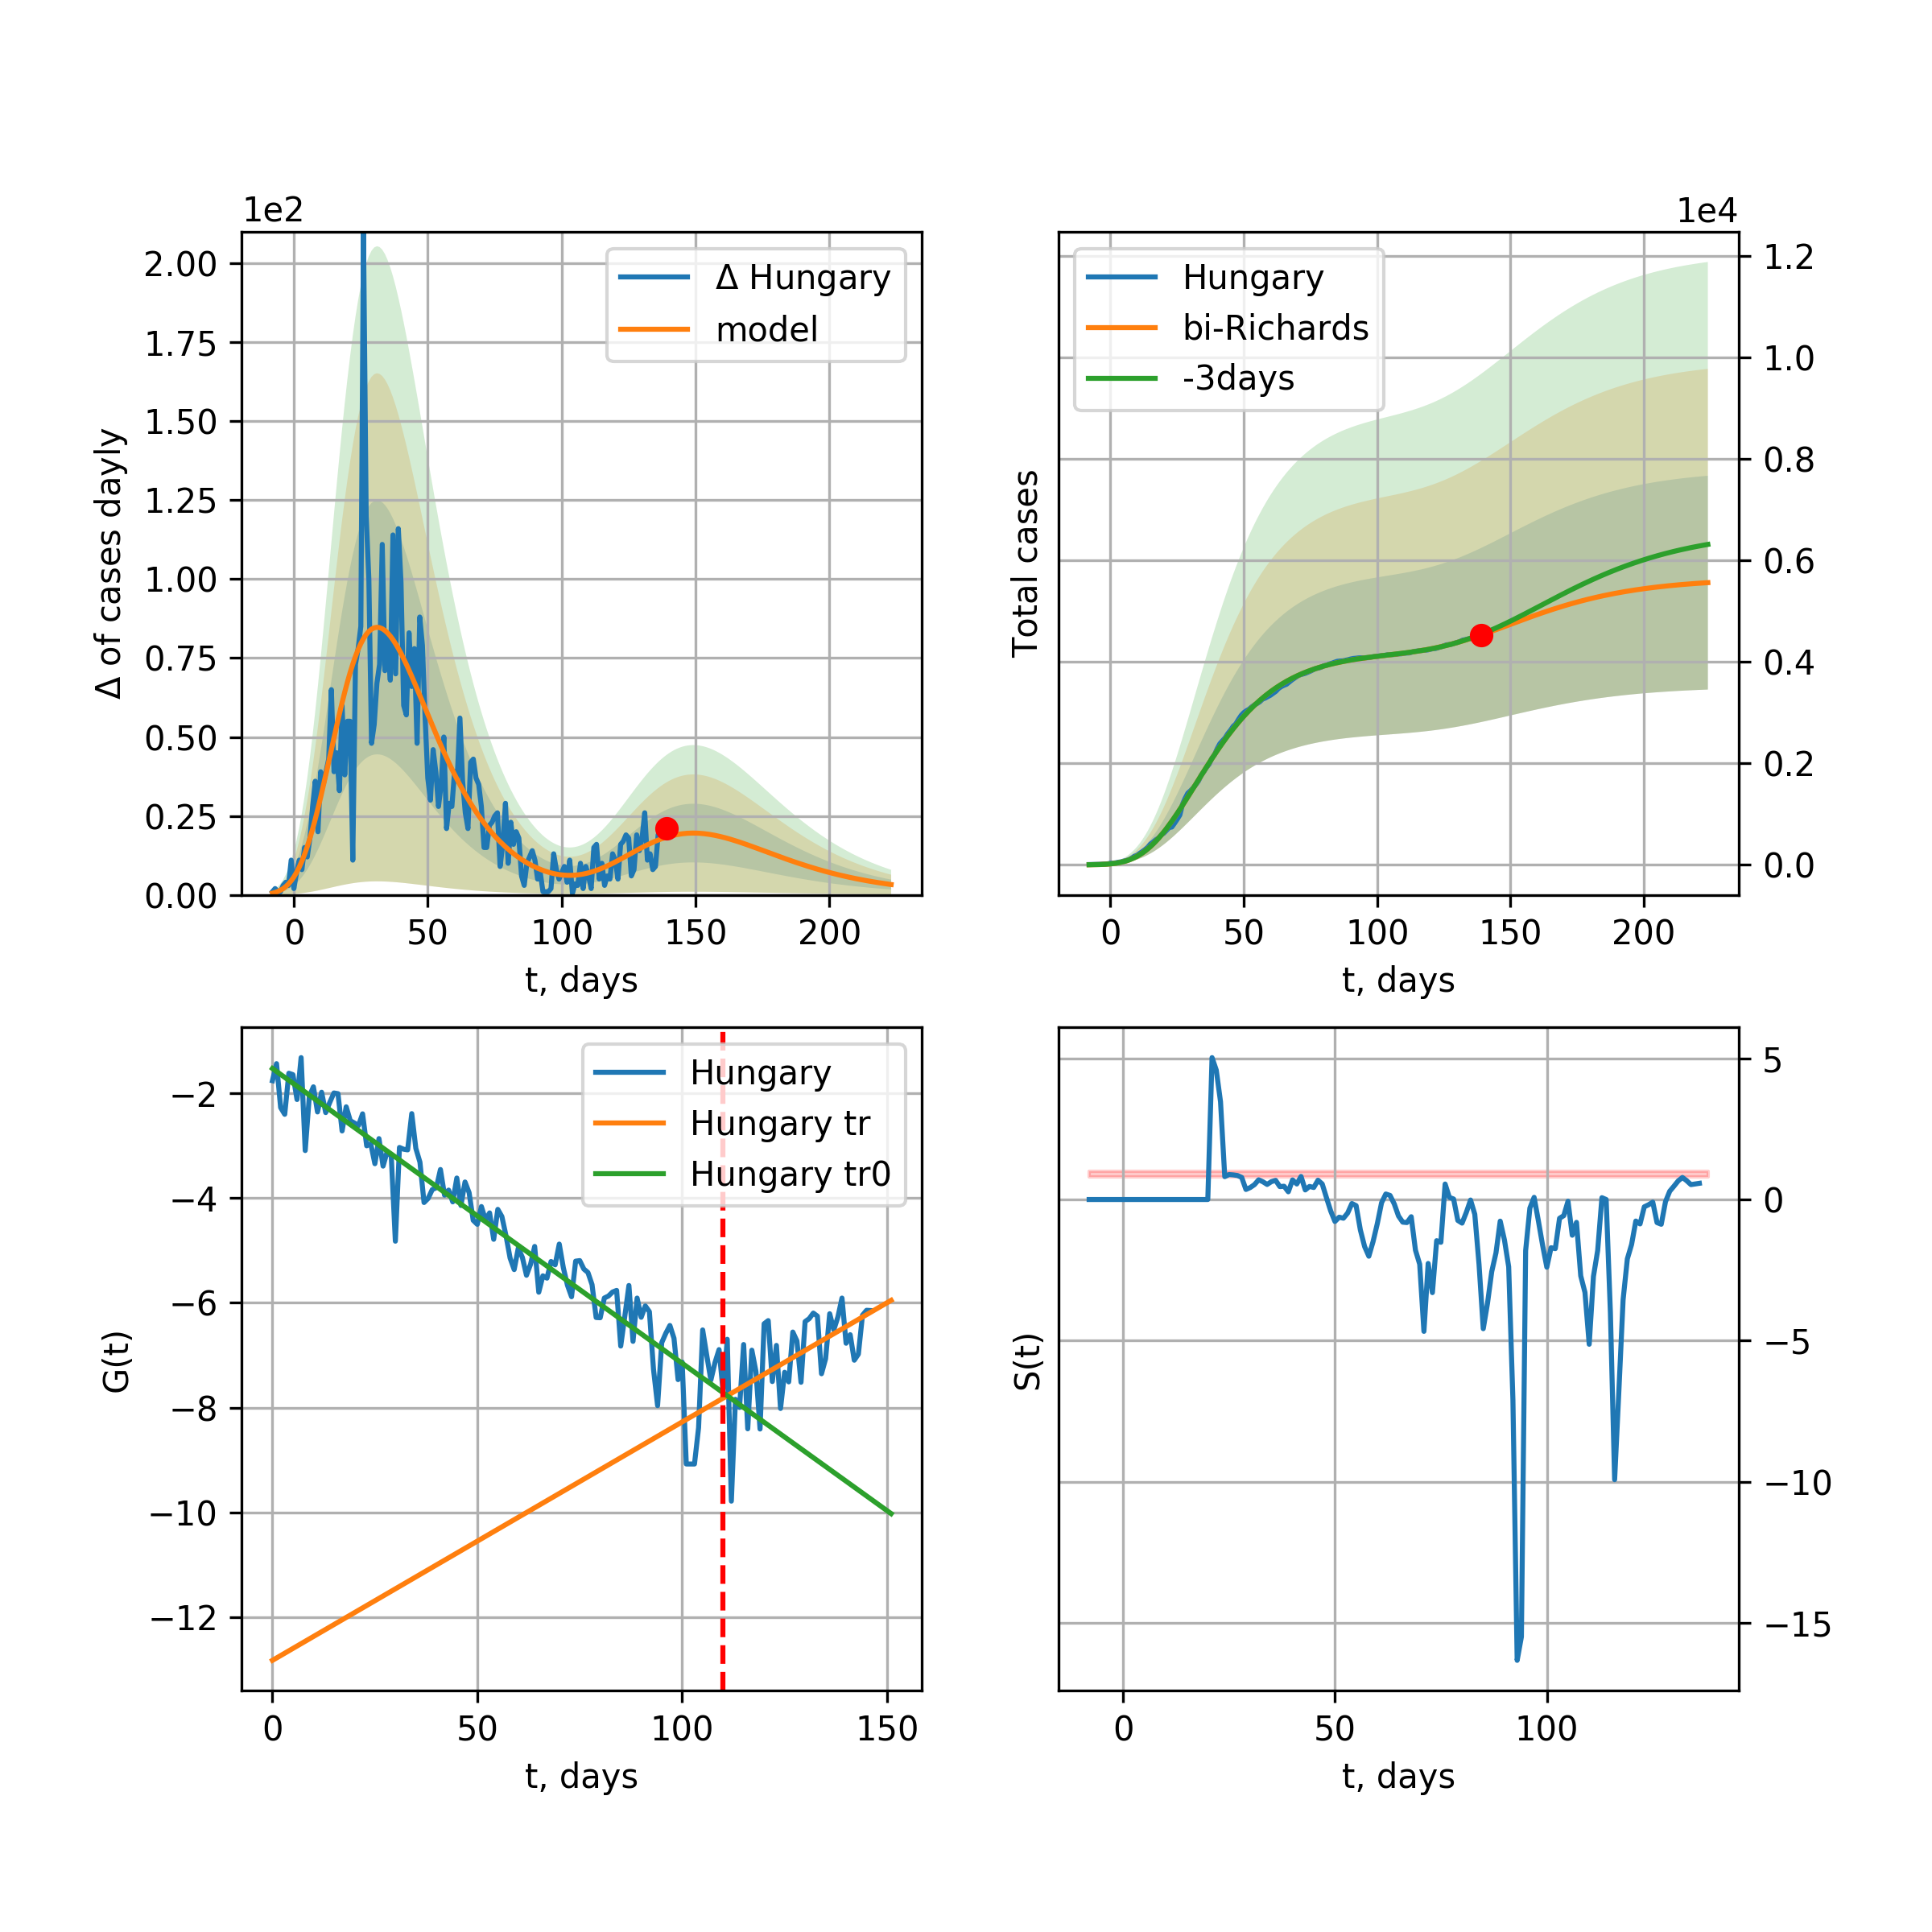 1e2
Δ of cases dayly
2.00
1.75
1.50
1.25
1.00
0.75
0.50
0.25
0.00
Δ Hungary
model
0 50 100 150 200
t, days
1e4
Total cases
Hungary
bi-Richards
-3days
1.2
1.0
0.8
0.6
0.4
0.2
0.0
0 50 100 150 200
t, days
G(t)
−2
−4
−6
−8
−10
−12
Hungary
Hungary tr
Hungary tr0
0 50 100 150
t, days
S(t)
5
0
−5
−10
−15
0 50 100
t, days